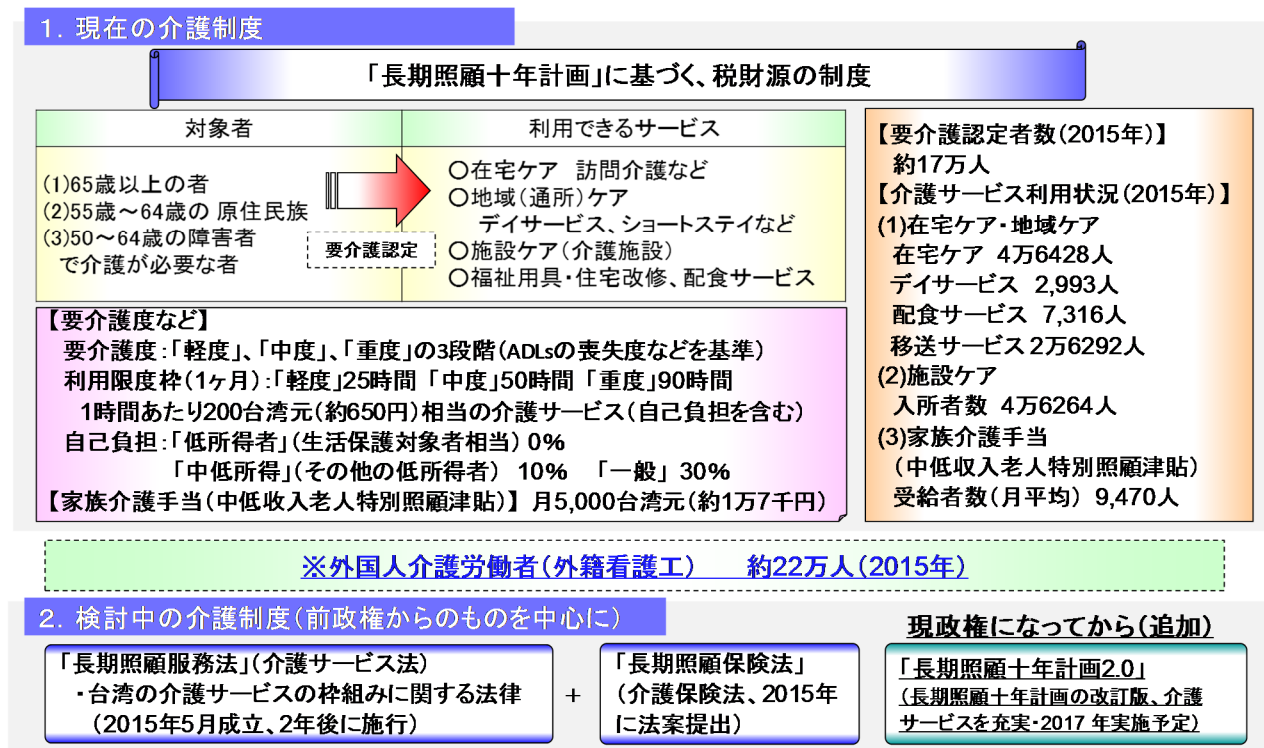 1．現在の介護制度
「長期照顧十年計画」に基づく、税財源の制度
対象者
利用できるサービス
(1)65歳以上の者
(2)55歳～64歳の 原住民族
(3)50～64歳の障害者
で介護が必要な者
要介護認定
○在宅ケア　訪問介護など
○地域（通所）ケア
デイサービス、ショートステイなど
○施設ケア（介護施設）
○福祉用具・住宅改修、配食サービス
【要介護度など】
要介護度：「軽度」、「中度」、「重度」の3段階（ADLsの喪失度などを基準）
利用限度枠（1ヶ月）：「軽度」25時間 「中度」50時間 「重度」90時間
1時間あたり200台湾元（約650円）相当の介護サービス（自己負担を含む）
自己負担：「低所得者」（生活保護対象者相当） 0%
「中低所得」（その他の低所得者） 10% 「一般」 30%
【家族介護手当（中低収入老人特別照顧津貼）】 月5,000台湾元（約1万7千円）
【要介護認定者数（2015年）】
約17万人
【介護サービス利用状況（2015年）】
(1)在宅ケア・地域ケア
在宅ケア 4万6428人
デイサービス 2,993人
配食サービス 7,316人
移送サービス 2万6292人
(2)施設ケア
入所者数 4万6264人
(3)家族介護手当
（中低収入老人特別照顧津貼）
受給者数（月平均） 9,470人
※外国人介護労働者（外籍看護工）　約22万人（2015年）
2．検討中の介護制度（前政権からのものを中心に）
「長期照顧服務法」（介護サービス法）
・台湾の介護サービスの枠組みに関する法律
（2015年5月成立、2年後に施行）
+
「長期照顧保険法」
（介護保険法、2015年
に法案提出）
現政権になってから（追加）
「長期照顧十年計画2.0」
（長期照顧十年計画の改訂版、介護
サービスを充実・2017 年実施予定）